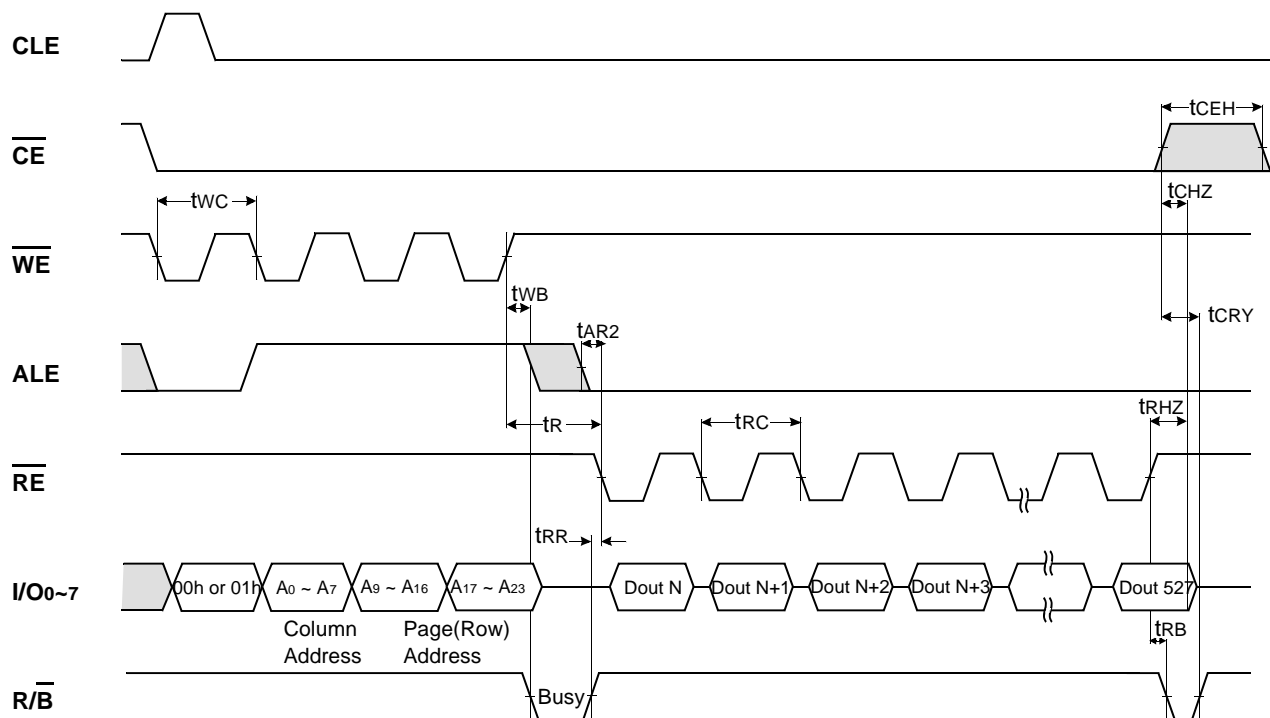 CLE
tCEH
CE
tWC
tCHZ
WE
tWB
tCRY
tAR2
ALE
tR
tRC
tRHZ
RE
tRR
I/O0~7
00h or 01h
A0 ~ A7
A9 ~ A16
A17 ~ A23
Dout N
Dout N+1
Dout N+2
Dout N+3
Dout 527
Column
Address
Page(Row)
Address
tRB
R/B
Busy